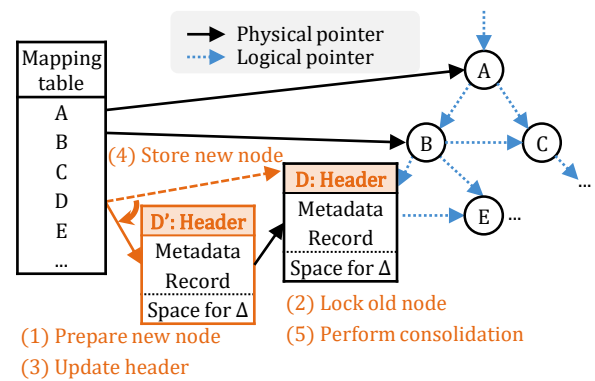 Physical pointer
Logical pointer
Mapping
table
A
B
C
D
E
...
A
B
C
...
E ...
(4) Store new node
D: Header
Metadata
Record
Space for Δ
D’: Header
Metadata
Record
Space for Δ
(2) Lock old node
(5) Perform consolidation
(1) Prepare new node
(3) Update header